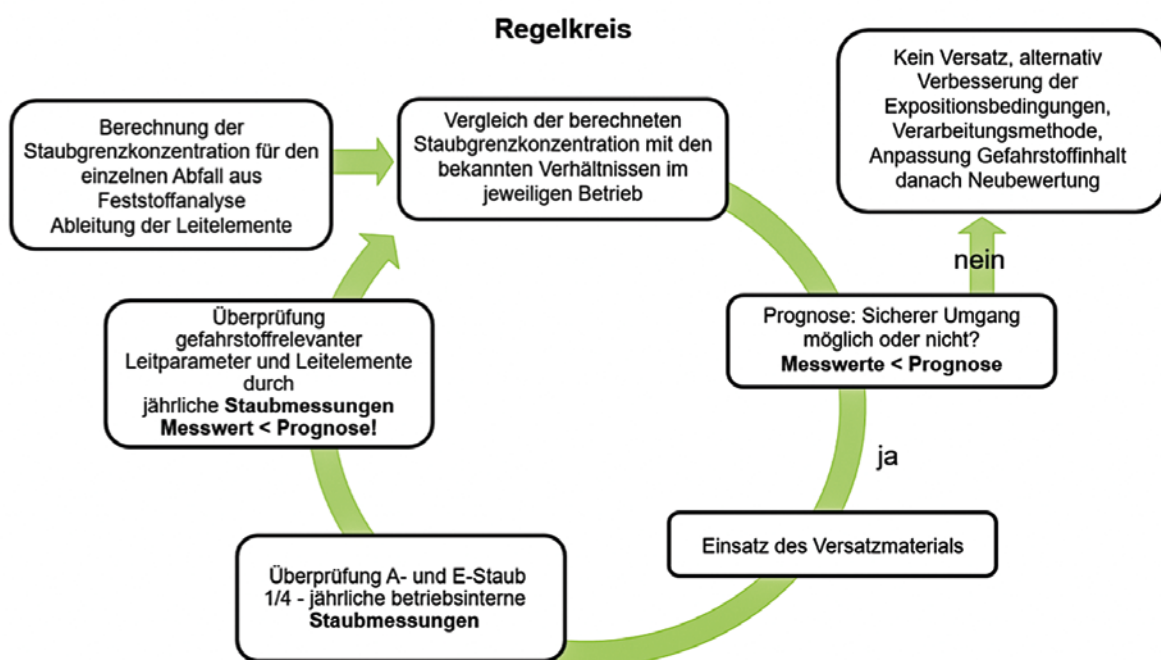 Regelkreis
Berechnung der
Staubgrenzkonzentration für den
einzelnen Abfall aus
Feststoffanalyse
Ableitung der Leitelemente
Vergleich der berechneten
Staubgrenzkonzentration mit den
bekannten Verhältnissen im
jeweiligen Betrieb
Kein Versatz, alternativ
Verbesserung der
Expositionsbedingungen,
Verarbeitungsmethode,
Anpassung Gefahrstoffinhalt
danach Neubewertung
nein
Prognose: Sicherer Umgang
möglich oder nicht?
Messwerte < Prognose
ja
Einsatz des Versatzmaterials
Überprüfung A- und E-Staub
1/4 - jährliche betriebsinterne
Staubmessungen
Überprüfung
gefahrstoffrelevanter
Leitparameter und Leitelemente
durch
jährliche Staubmessungen
Messwert < Prognose!